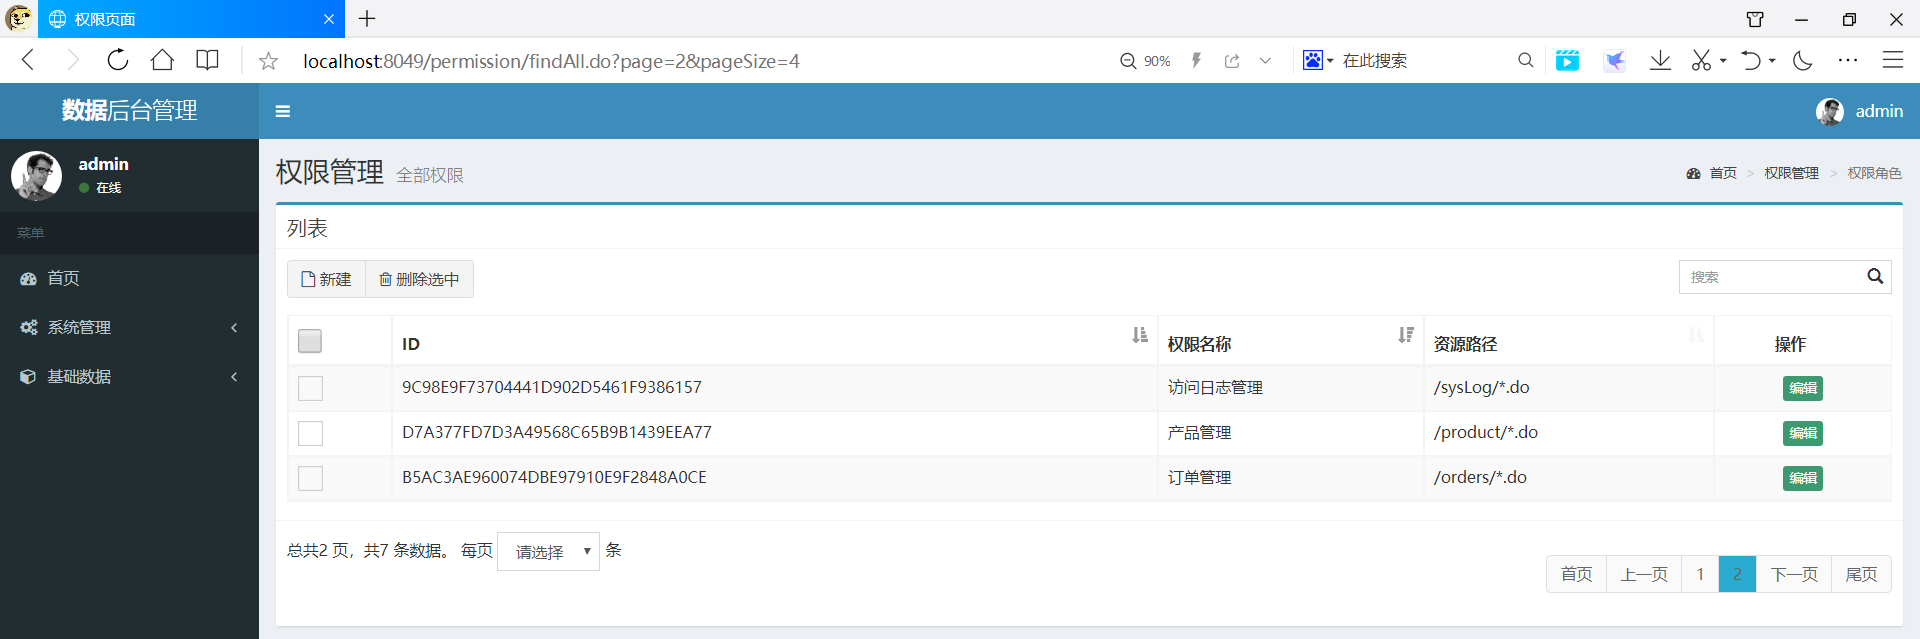 权限页面
localhost:8049/permission/findAll.do?page=2&pageSize=4
90%
在此搜索
数据后台管理
admin
admin
在线
菜单
首页
系统管理
基础数据
权限管理 全部权限
首页 > 权限管理 > 权限角色
列表
新建 删除选中
搜索
ID 权限名称 资源路径 操作
9C98E9F73704441D902D5461F9386157 访问日志管理 /sysLog/*.do 编辑
D7A377FD7D3A49568C65B9B1439EEA77 产品管理 /product/*.do 编辑
B5AC3AE960074DBE97910E9F2848A0CE 订单管理 /orders/*.do 编辑
总共2 页，共7 条数据。 每页 请选择 条
首页 上一页 1 2 下一页 尾页